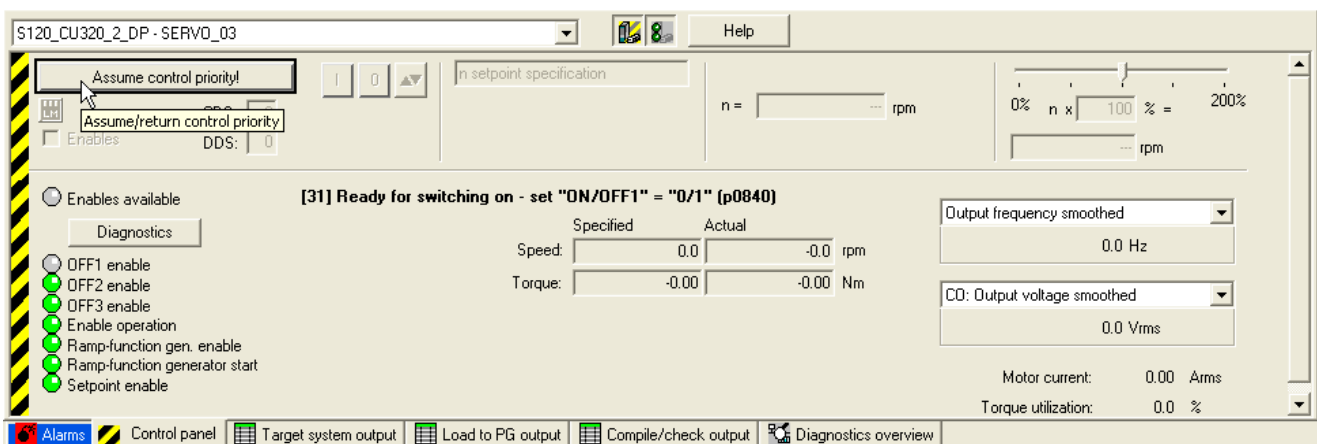 S120_CU320_2_DP - SERVO_03
Help
Assume control priority!
I 0
n setpoint specification
n = --- rpm
0% n x 100 % = 200%
--- rpm
Assume/return control priority
Enables
DDS: 0
Enables available
[31] Ready for switching on - set "ON/OFF1" = "0/1" (p0840)
Diagnostics
Specified Actual
Speed: 0.0 -0.0 rpm
Torque: -0.00 -0.00 Nm
Output frequency smoothed
0.0 Hz
CO: Output voltage smoothed
0.0 Vrms
OFF1 enable
OFF2 enable
OFF3 enable
Enable operation
Ramp-function gen. enable
Ramp-function generator start
Setpoint enable
Motor current: 0.00 Arms
Torque utilization: 0.0 %
Alarms Control panel Target system output Load to PG output Compile/check output Diagnostics overview